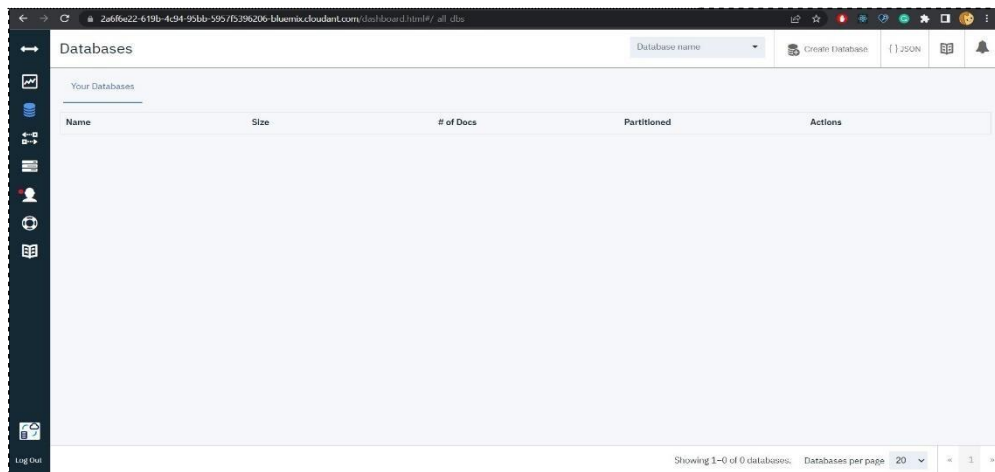 2a6f6e22-619b-4c94-95bb-5957f5396206-bluemix.cloudant.com/dashboard.html#/_all_dbs
Databases
Database name
Create Database
{ } JSON
Your Databases
Name Size # of Docs Partitioned Actions
Log Out
Showing 1–0 of 0 databases. Databases per page 20 « 1 »